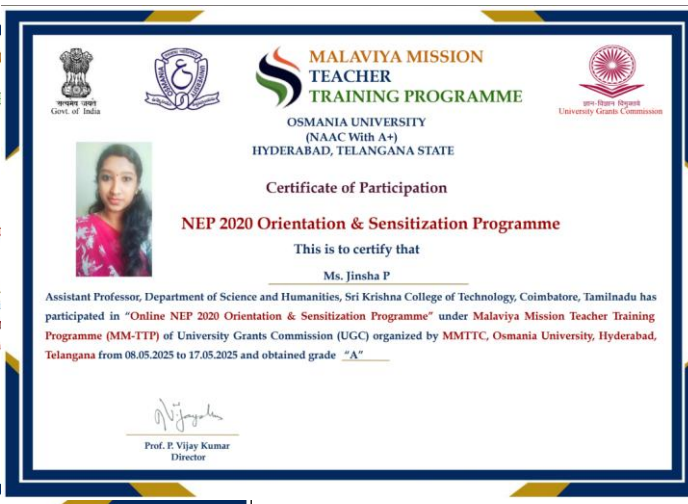 सत्यमेव जयते
Govt. of India
OSMANIA UNIVERSITY
MALAVIYA MISSION
TEACHER
TRAINING PROGRAMME
ज्ञान-विज्ञान विमुक्तये
University Grants Commission
OSMANIA UNIVERSITY
(NAAC With A+)
HYDERABAD, TELANGANA STATE
Certificate of Participation
NEP 2020 Orientation & Sensitization Programme
This is to certify that
Ms. Jinsha P
Assistant Professor, Department of Science and Humanities, Sri Krishna College of Technology, Coimbatore, Tamilnadu has
participated in “Online NEP 2020 Orientation & Sensitization Programme” under Malaviya Mission Teacher Training
Programme (MM-TTP) of University Grants Commission (UGC) organized by MMTTC, Osmania University, Hyderabad,
Telangana from 08.05.2025 to 17.05.2025 and obtained grade “A”
Prof. P. Vijay Kumar
Director